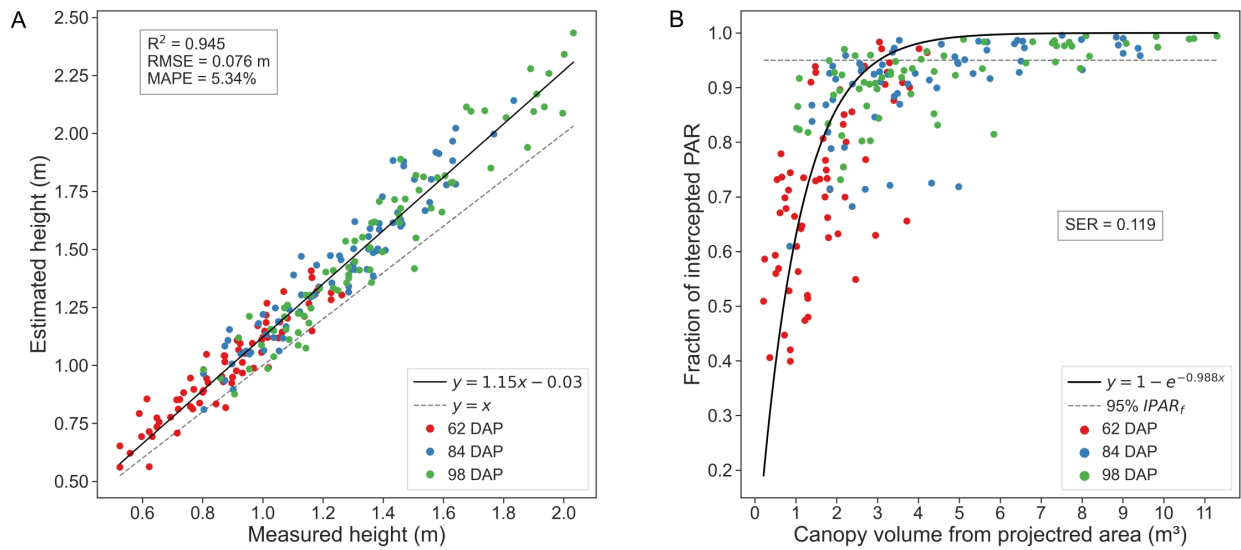 A
R² = 0.945
RMSE = 0.076 m
MAPE = 5.34%
Estimated height (m)
2.50
2.25
2.00
1.75
1.50
1.25
1.00
0.75
0.50
y = 1.15x − 0.03
y = x
62 DAP
84 DAP
98 DAP
0.6 0.8 1.0 1.2 1.4 1.6 1.8 2.0
Measured height (m)
B
Fraction of intercepted PAR
1.0
0.9
0.8
0.7
0.6
0.5
0.4
0.3
0.2
SER = 0.119
y = 1 − e^{−0.988x}
95% IPAR_f
62 DAP
84 DAP
98 DAP
0 1 2 3 4 5 6 7 8 9 10 11
Canopy volume from projectred area (m³)